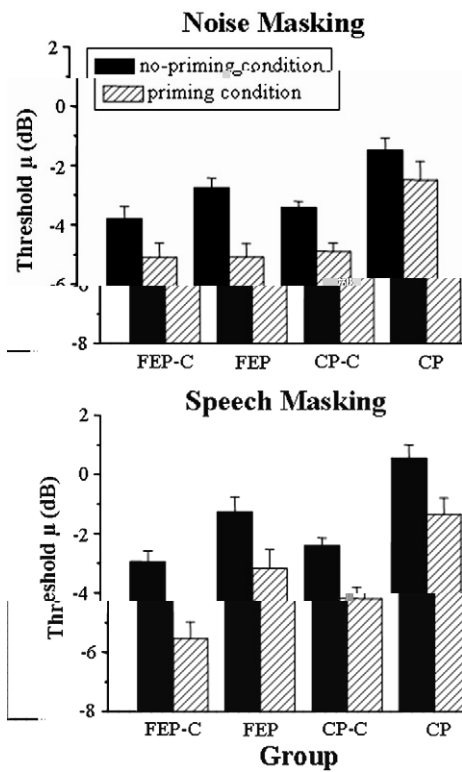 Noise Masking
2
no-priming condition
priming condition
0
-2
-4
-6
-8
Threshold μ (dB)
FEP-C FEP CP-C CP
Speech Masking
2
0
-2
-4
-6
-8
Threshold μ (dB)
FEP-C FEP CP-C CP
Group